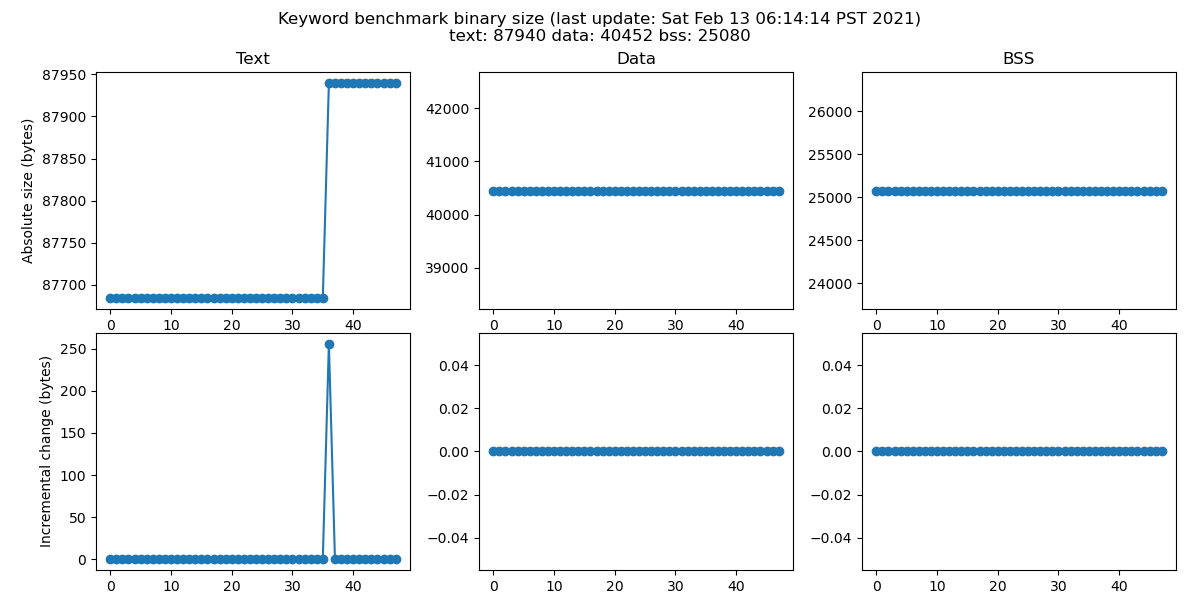 Keyword benchmark binary size (last update: Sat Feb 13 06:14:14 PST 2021)
text: 87940 data: 40452 bss: 25080
Text
Data
BSS
Absolute size (bytes)
87950
87900
87850
87800
87750
87700
0 10 20 30 40
42000
41000
40000
39000
0 10 20 30 40
26000
25500
25000
24500
24000
0 10 20 30 40
Incremental change (bytes)
250
200
150
100
50
0
0 10 20 30 40
0.04
0.02
0.00
−0.02
−0.04
0 10 20 30 40
0.04
0.02
0.00
−0.02
−0.04
0 10 20 30 40